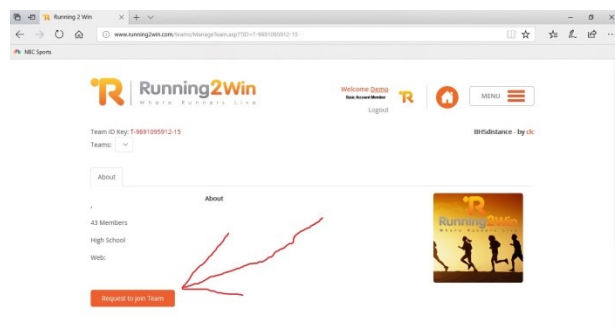 Running 2 Win
www.running2win.com/teams/ManageTeam.asp?TID=T-9691095912-15
NBC Sports
Running2Win
Where Runners Live
Welcome Demo
Basic Account Member
Logout
MENU
Team ID Key: T-9691095912-15
BHSdistance - by clc
Teams:
About
About
,
43 Members
High School
Web:
Running2Win
Where Runners Live
Request to join Team